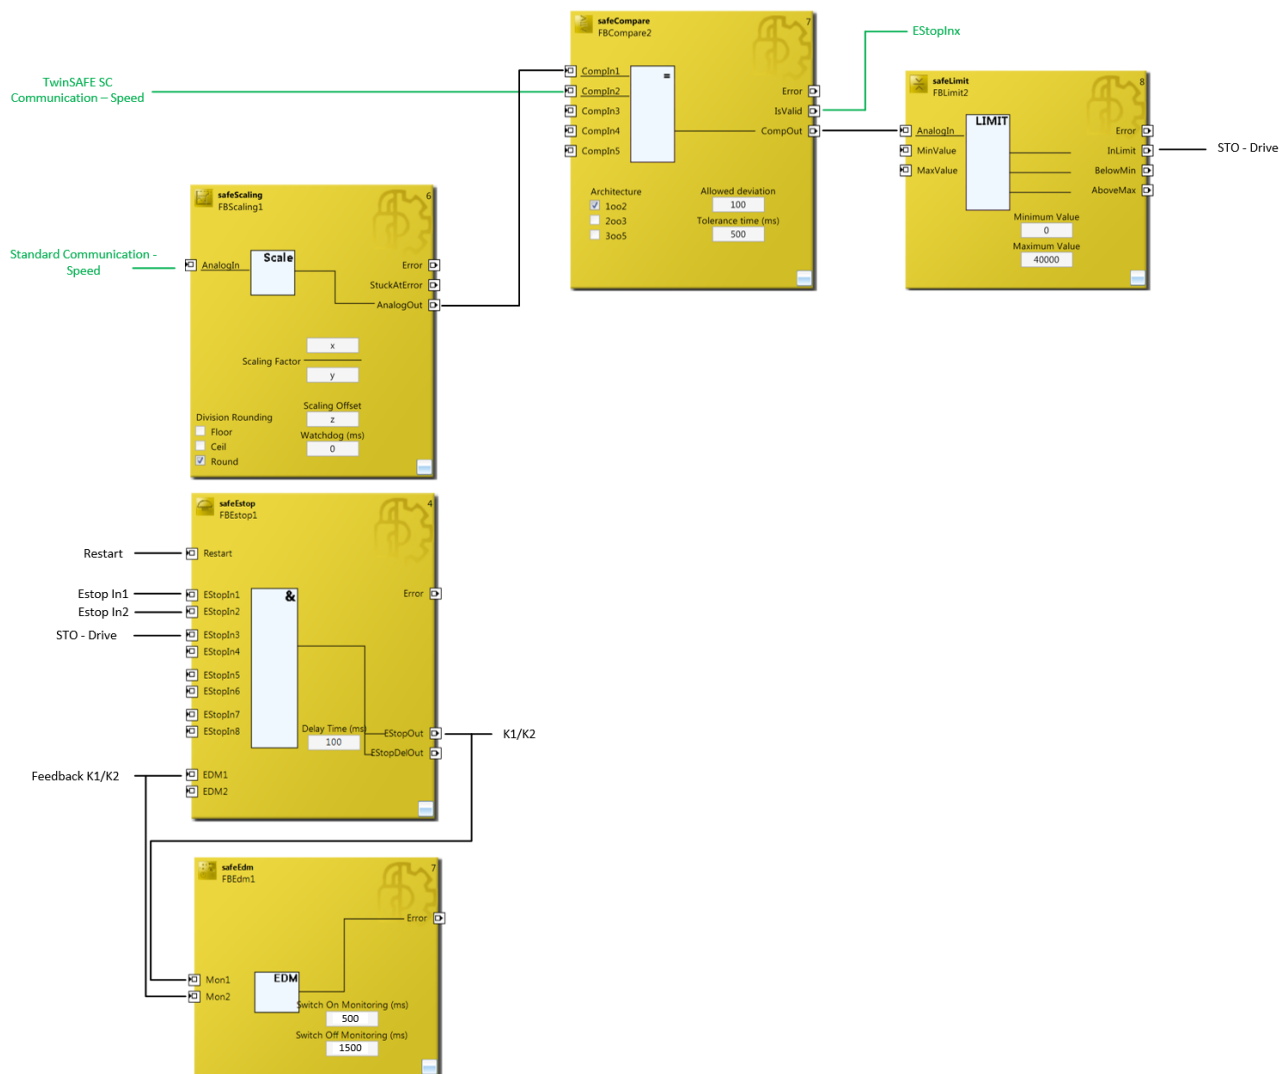 safeCompare
7
FBCompare2
EStopInx
TwinSAFE SC
Communication – Speed
CompIn1
=
CompIn2
CompIn3
CompIn4
CompIn5
Error
IsValid
CompOut
Architecture
1oo2
2oo3
3oo5
Allowed deviation
100
Tolerance time (ms)
500
safeLimit
8
FBLimit2
LIMIT
AnalogIn
MinValue
MaxValue
Error
InLimit
BelowMin
AboveMax
Minimum Value
0
Maximum Value
40000
STO - Drive
safeScaling
6
FBScaling1
Standard Communication -
Speed
AnalogIn
Scale
Error
StuckAtError
AnalogOut
Scaling Factor
x
y
Scaling Offset
z
Division Rounding
Floor
Ceil
Round
Watchdog (ms)
0
safeEstop
4
FBEstop1
Restart
Restart
Estop In1
Estop In2
STO - Drive
EStopIn1
EStopIn2
EStopIn3
EStopIn4
EStopIn5
EStopIn6
EStopIn7
EStopIn8
&
Error
Delay Time (ms)
100
EStopOut
EStopDelOut
K1/K2
Feedback K1/K2
EDM1
EDM2
safeEdm
7
FBEdm1
Error
Mon1
Mon2
EDM
Switch On Monitoring (ms)
500
Switch Off Monitoring (ms)
1500